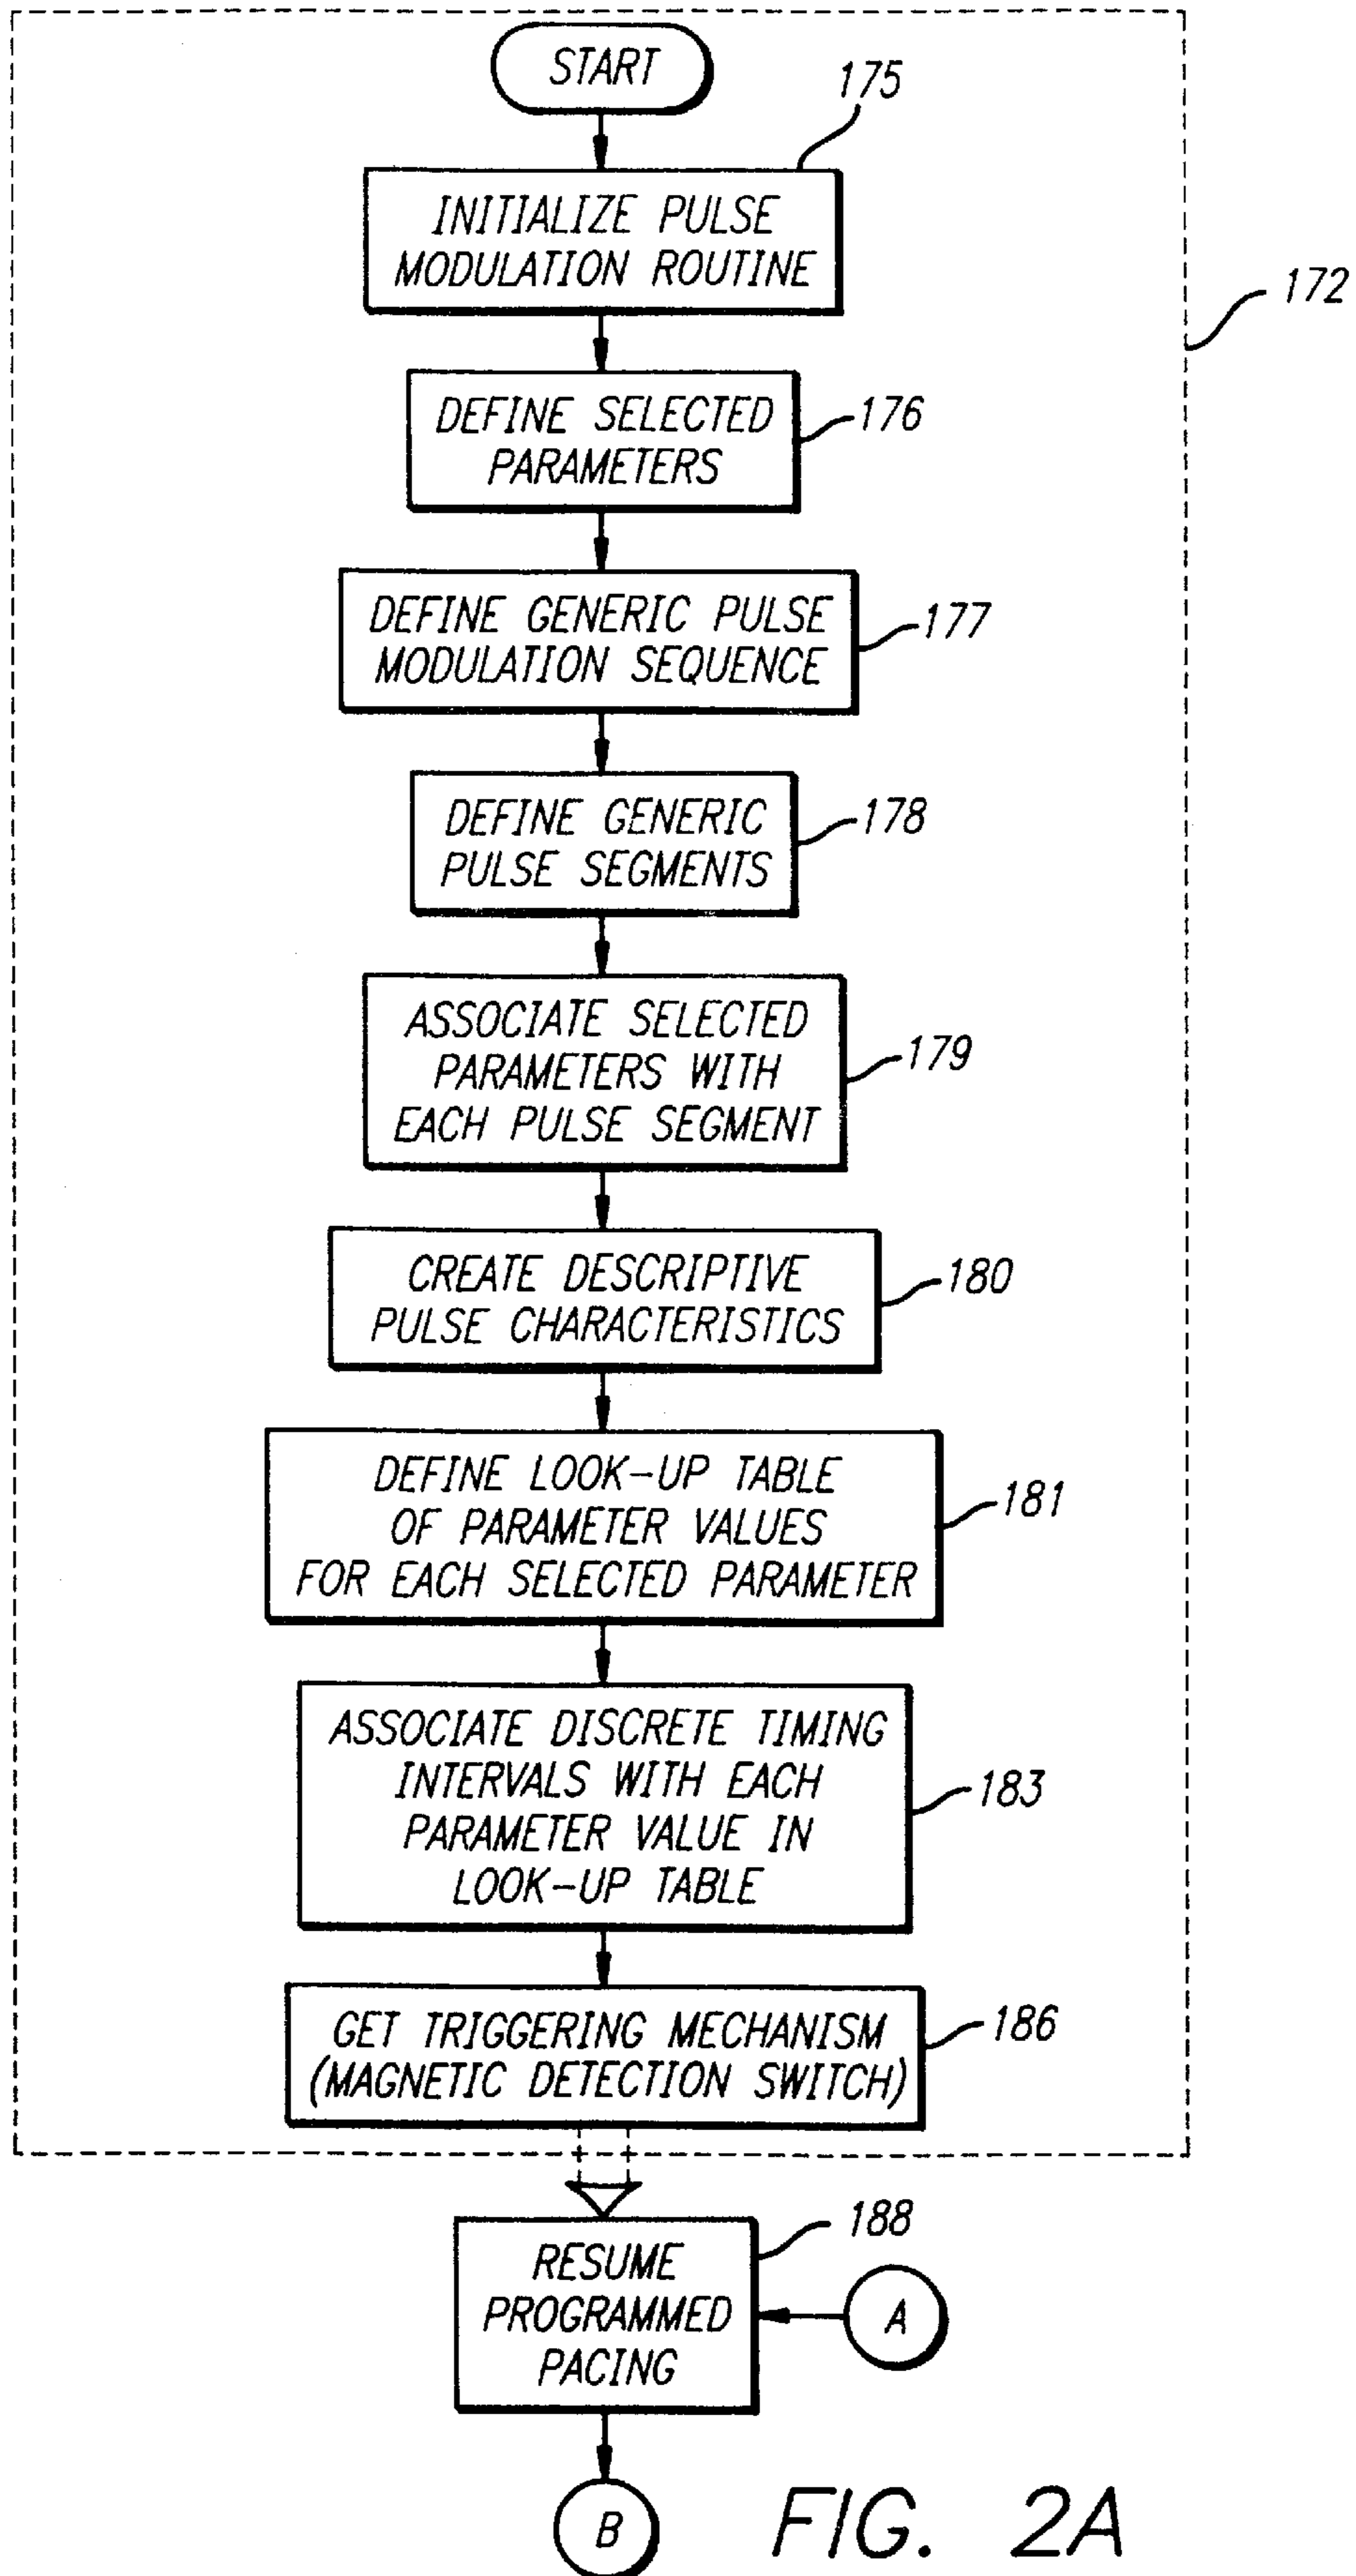 START
175
INITIALIZE PULSE
MODULATION ROUTINE
172
DEFINE SELECTED
PARAMETERS
176
DEFINE GENERIC PULSE
MODULATION SEQUENCE
177
DEFINE GENERIC
PULSE SEGMENTS
178
ASSOCIATE SELECTED
PARAMETERS WITH
EACH PULSE SEGMENT
179
CREATE DESCRIPTIVE
PULSE CHARACTERISTICS
180
DEFINE LOOK-UP TABLE
OF PARAMETER VALUES
FOR EACH SELECTED PARAMETER
181
ASSOCIATE DISCRETE TIMING
INTERVALS WITH EACH
PARAMETER VALUE IN
LOOK-UP TABLE
183
GET TRIGGERING MECHANISM
(MAGNETIC DETECTION SWITCH)
186
188
RESUME
PROGRAMMED
PACING
A
B
FIG. 2A